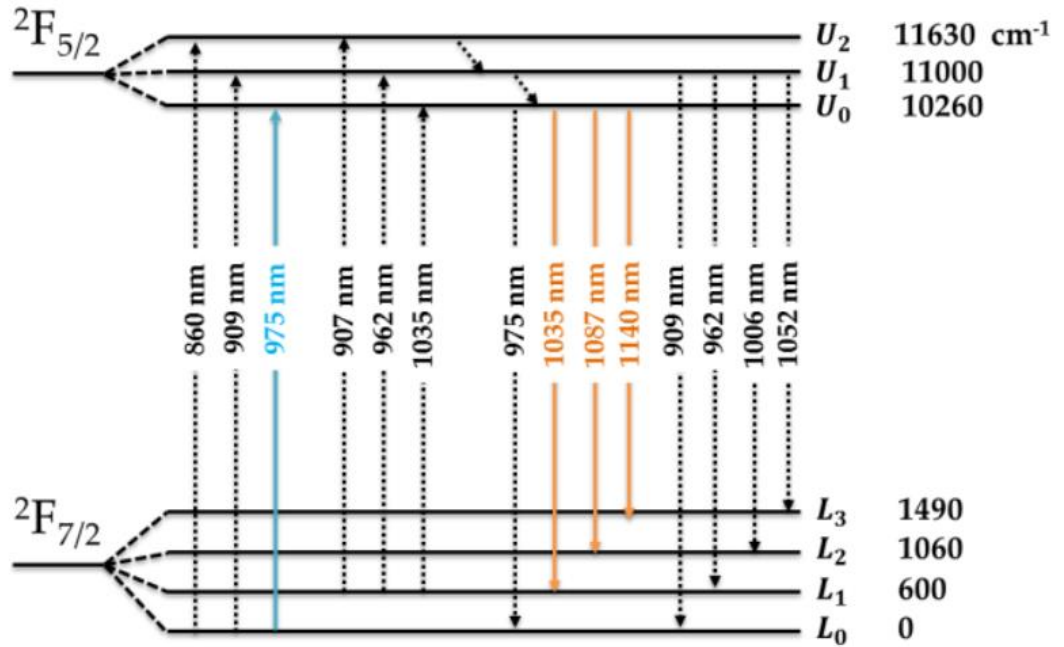 ²F₅/₂
U₂ 11630 cm⁻¹
U₁ 11000
U₀ 10260
860 nm
909 nm
975 nm
907 nm
962 nm
1035 nm
975 nm
1035 nm
1087 nm
1140 nm
909 nm
962 nm
1006 nm
1052 nm
²F₇/₂
L₃ 1490
L₂ 1060
L₁ 600
L₀ 0